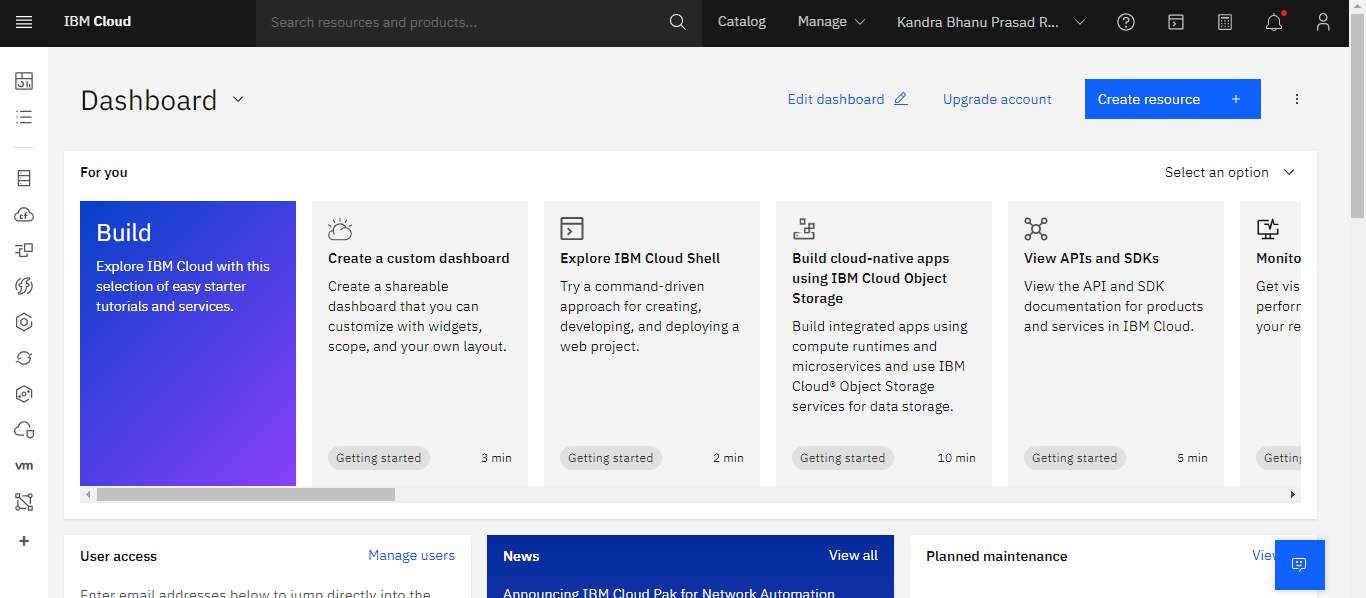 IBM Cloud
Search resources and products...
Catalog
Manage
Kandra Bhanu Prasad R...
Dashboard
Edit dashboard
Upgrade account
Create resource +
For you
Select an option
Build
Explore IBM Cloud with this
selection of easy starter
tutorials and services.
Create a custom dashboard
Create a shareable
dashboard that you can
customize with widgets,
scope, and your own layout.
Getting started
3 min
Explore IBM Cloud Shell
Try a command-driven
approach for creating,
developing, and deploying a
web project.
Getting started
2 min
Build cloud-native apps
using IBM Cloud Object
Storage
Build integrated apps using
compute runtimes and
microservices and use IBM
Cloud® Object Storage
services for data storage.
Getting started
10 min
View APIs and SDKs
View the API and SDK
documentation for products
and services in IBM Cloud.
Getting started
5 min
Monito
Get vis
perforn
your re
Getting
cf
vm
User access
Manage users
Enter email addresses below to jump directly into the
News
View all
Announcing IBM Cloud Pak for Network Automation
Planned maintenance
View